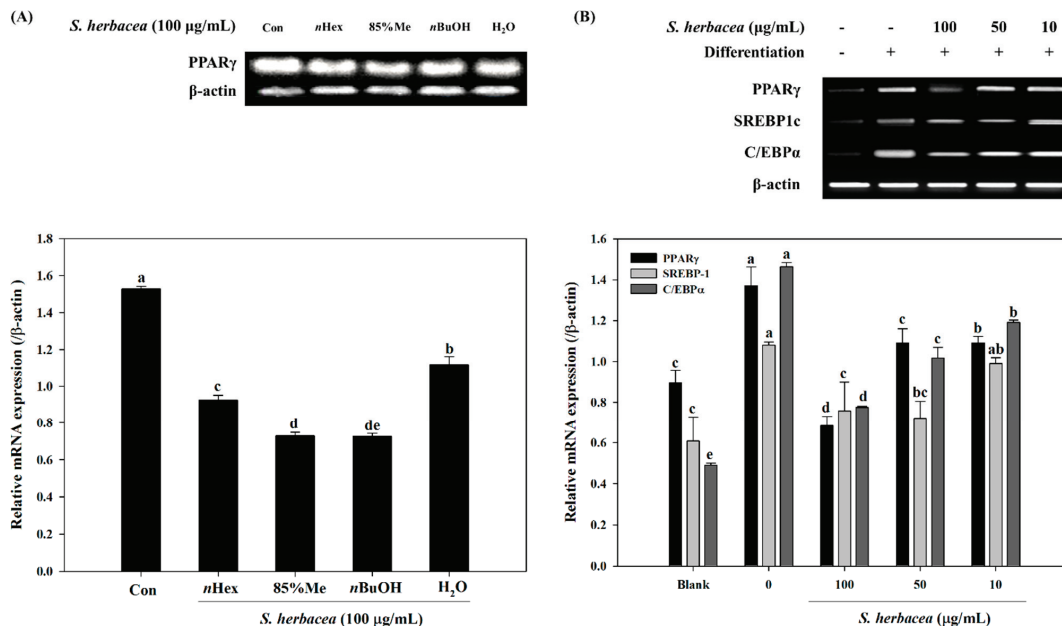 (A)
S. herbacea (100 μg/mL) Con nHex 85%Me nBuOH H₂O
PPARγ
β-actin
1.8
1.6
1.4
1.2
1.0
0.8
0.6
0.4
0.2
0.0
Relative mRNA expression (/β-actin )
a
c
d
de
b
Con nHex 85%Me nBuOH H₂O
S. herbacea (100 μg/mL)
(B)
S. herbacea (μg/mL) - - 100 50 10
Differentiation - + + + +
PPARγ
SREBP1c
C/EBPα
β-actin
1.6
1.4
1.2
1.0
0.8
0.6
0.4
0.2
0.0
Relative mRNA expression (/β-actin)
PPARγ
SREBP-1
C/EBPα
c c e
a a a
d c d
c bc c
b ab b
Blank 0 100 50 10
S. herbacea (μg/mL)